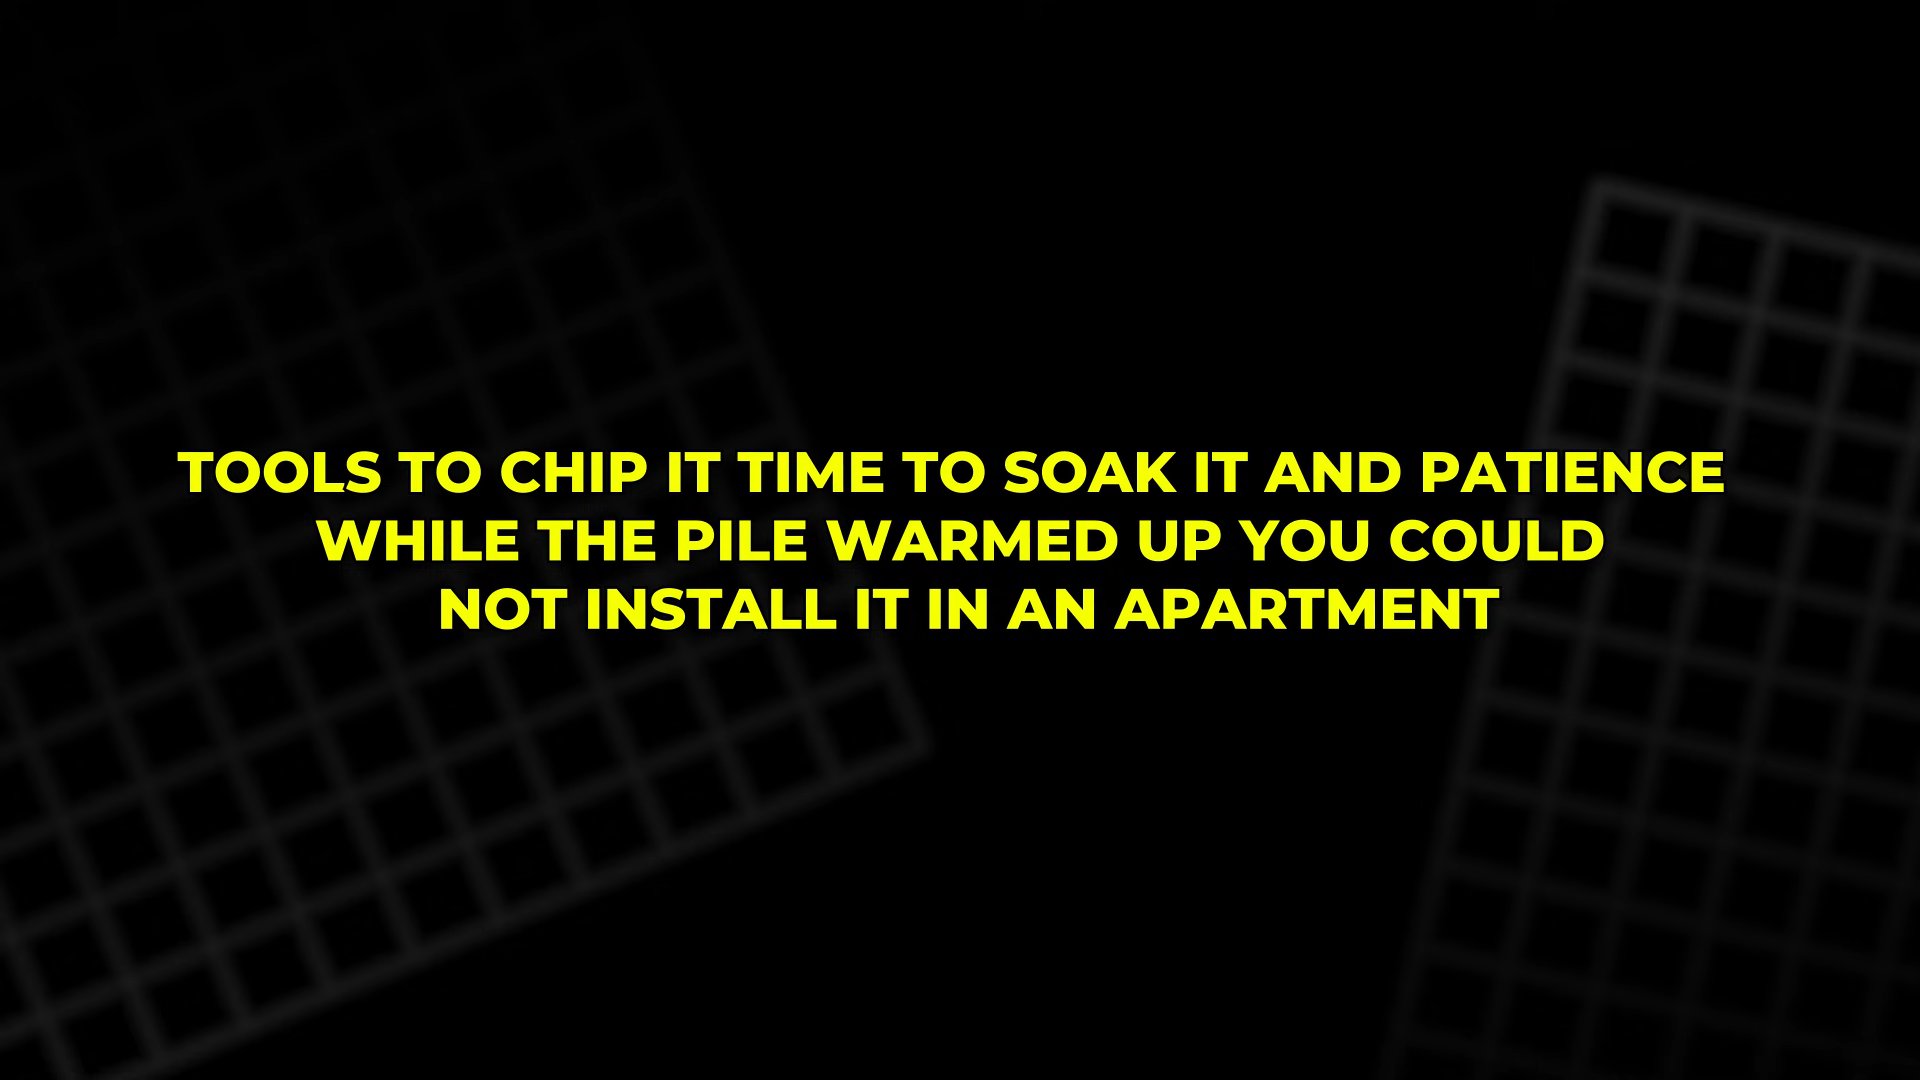 TOOLS TO CHIP IT TIME TO SOAK IT AND PATIENCE
WHILE THE PILE WARMED UP YOU COULD
NOT INSTALL IT IN AN APARTMENT